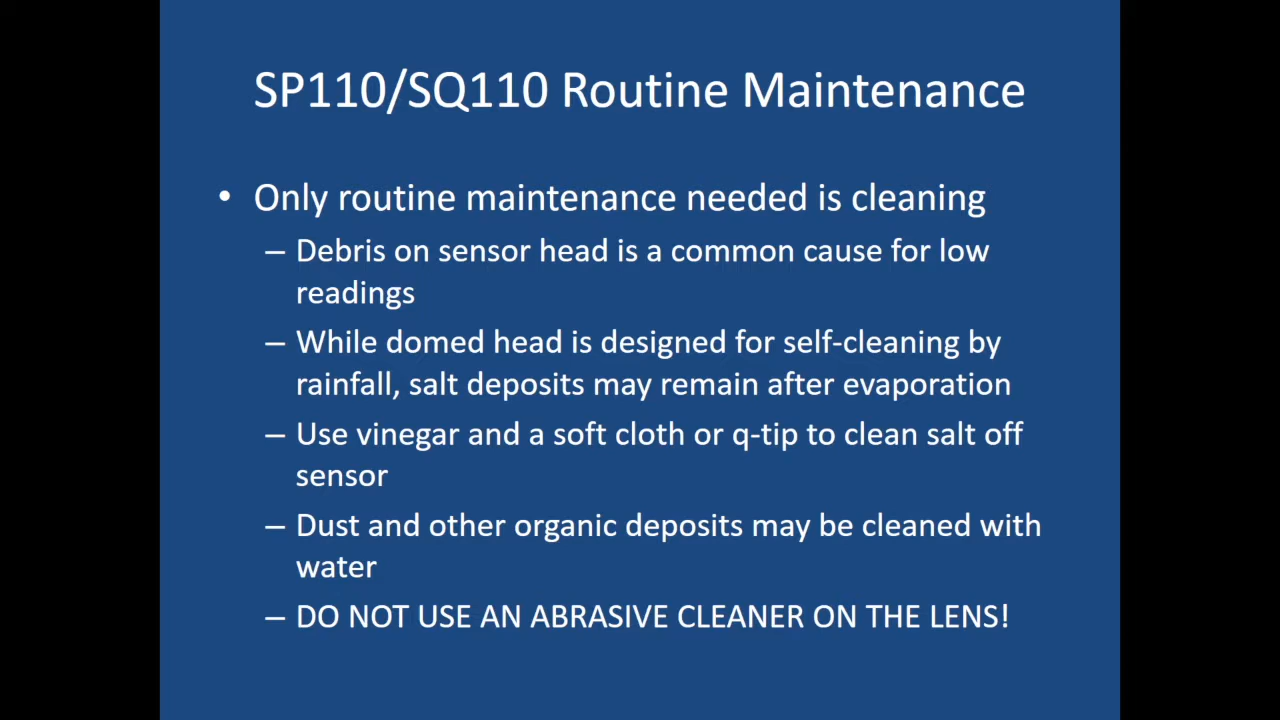 SP110/SQ110 Routine Maintenance
• Only routine maintenance needed is cleaning
– Debris on sensor head is a common cause for low
readings
– While domed head is designed for self-cleaning by
rainfall, salt deposits may remain after evaporation
– Use vinegar and a soft cloth or q-tip to clean salt off
sensor
– Dust and other organic deposits may be cleaned with
water
– DO NOT USE AN ABRASIVE CLEANER ON THE LENS!